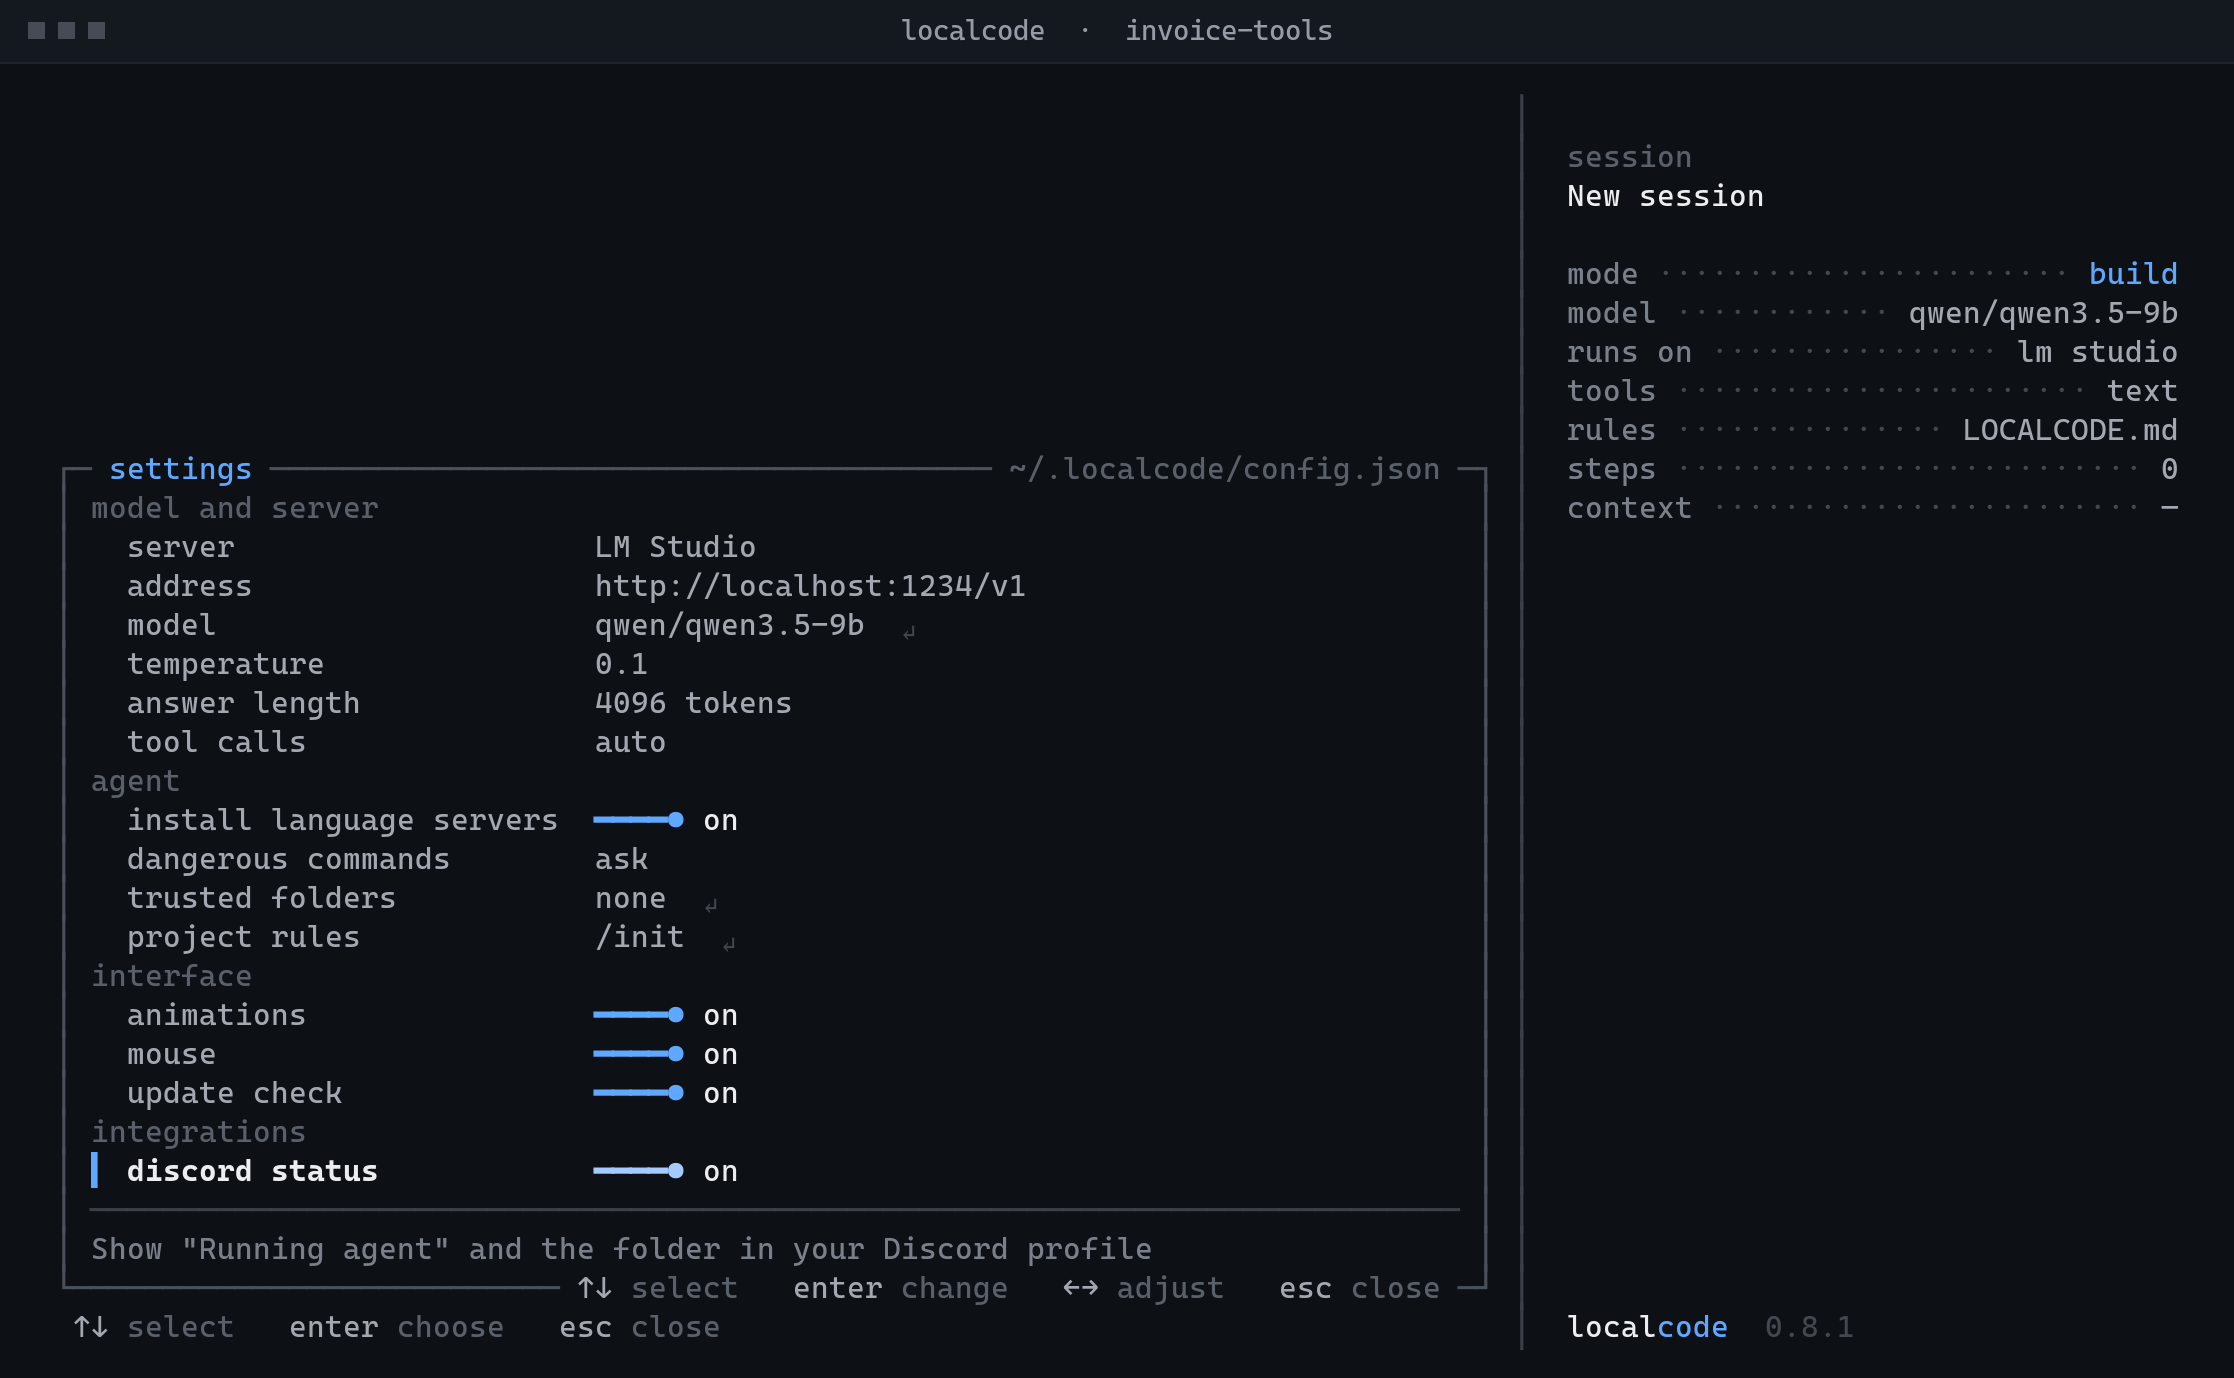 localcode · invoice-tools
settings ~/.localcode/config.json
model and server
server LM Studio
address http://localhost:1234/v1
model qwen/qwen3.5-9b ↲
temperature 0.1
answer length 4096 tokens
tool calls auto
agent
install language servers on
dangerous commands ask
trusted folders none ↲
project rules /init ↲
interface
animations on
mouse on
update check on
integrations
discord status on
Show "Running agent" and the folder in your Discord profile
↑↓ select enter change ←→ adjust esc close
↑↓ select enter choose esc close
session
New session
mode ······················· build
model ············ qwen/qwen3.5-9b
runs on ················ lm studio
tools ······················· text
rules ··············· LOCALCODE.md
steps ·························· 0
context ························ –
localcode 0.8.1